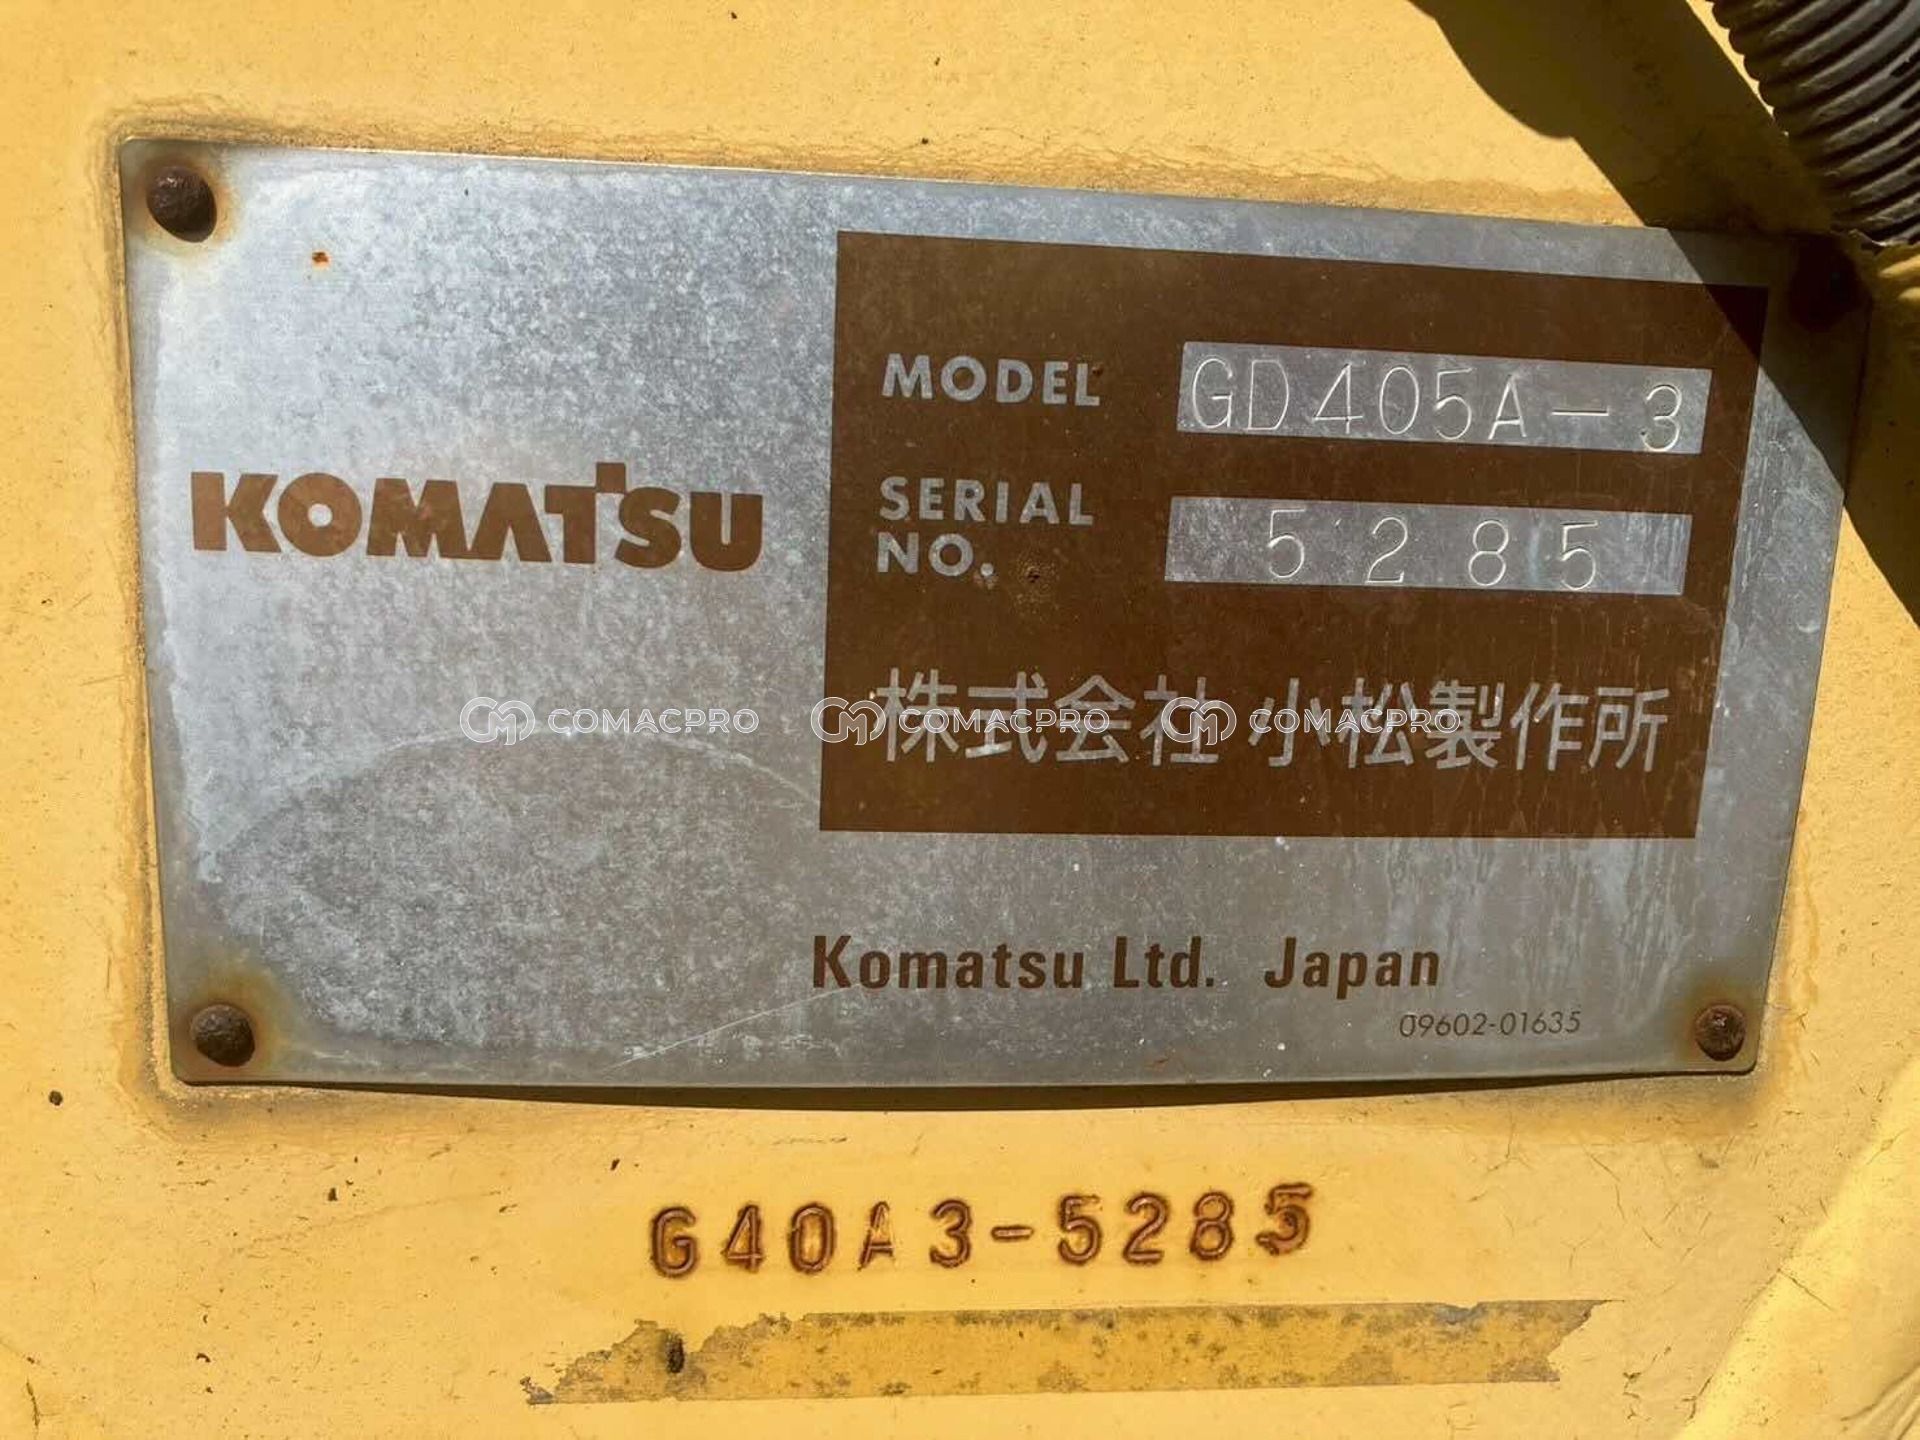 KOMATSU
MODEL GD405A-3
SERIAL NO. 5285
株式会社 小松製作所
COMACPRO COMACPRO COMACPRO
Komatsu Ltd. Japan
09602-01635
G40A3-5285